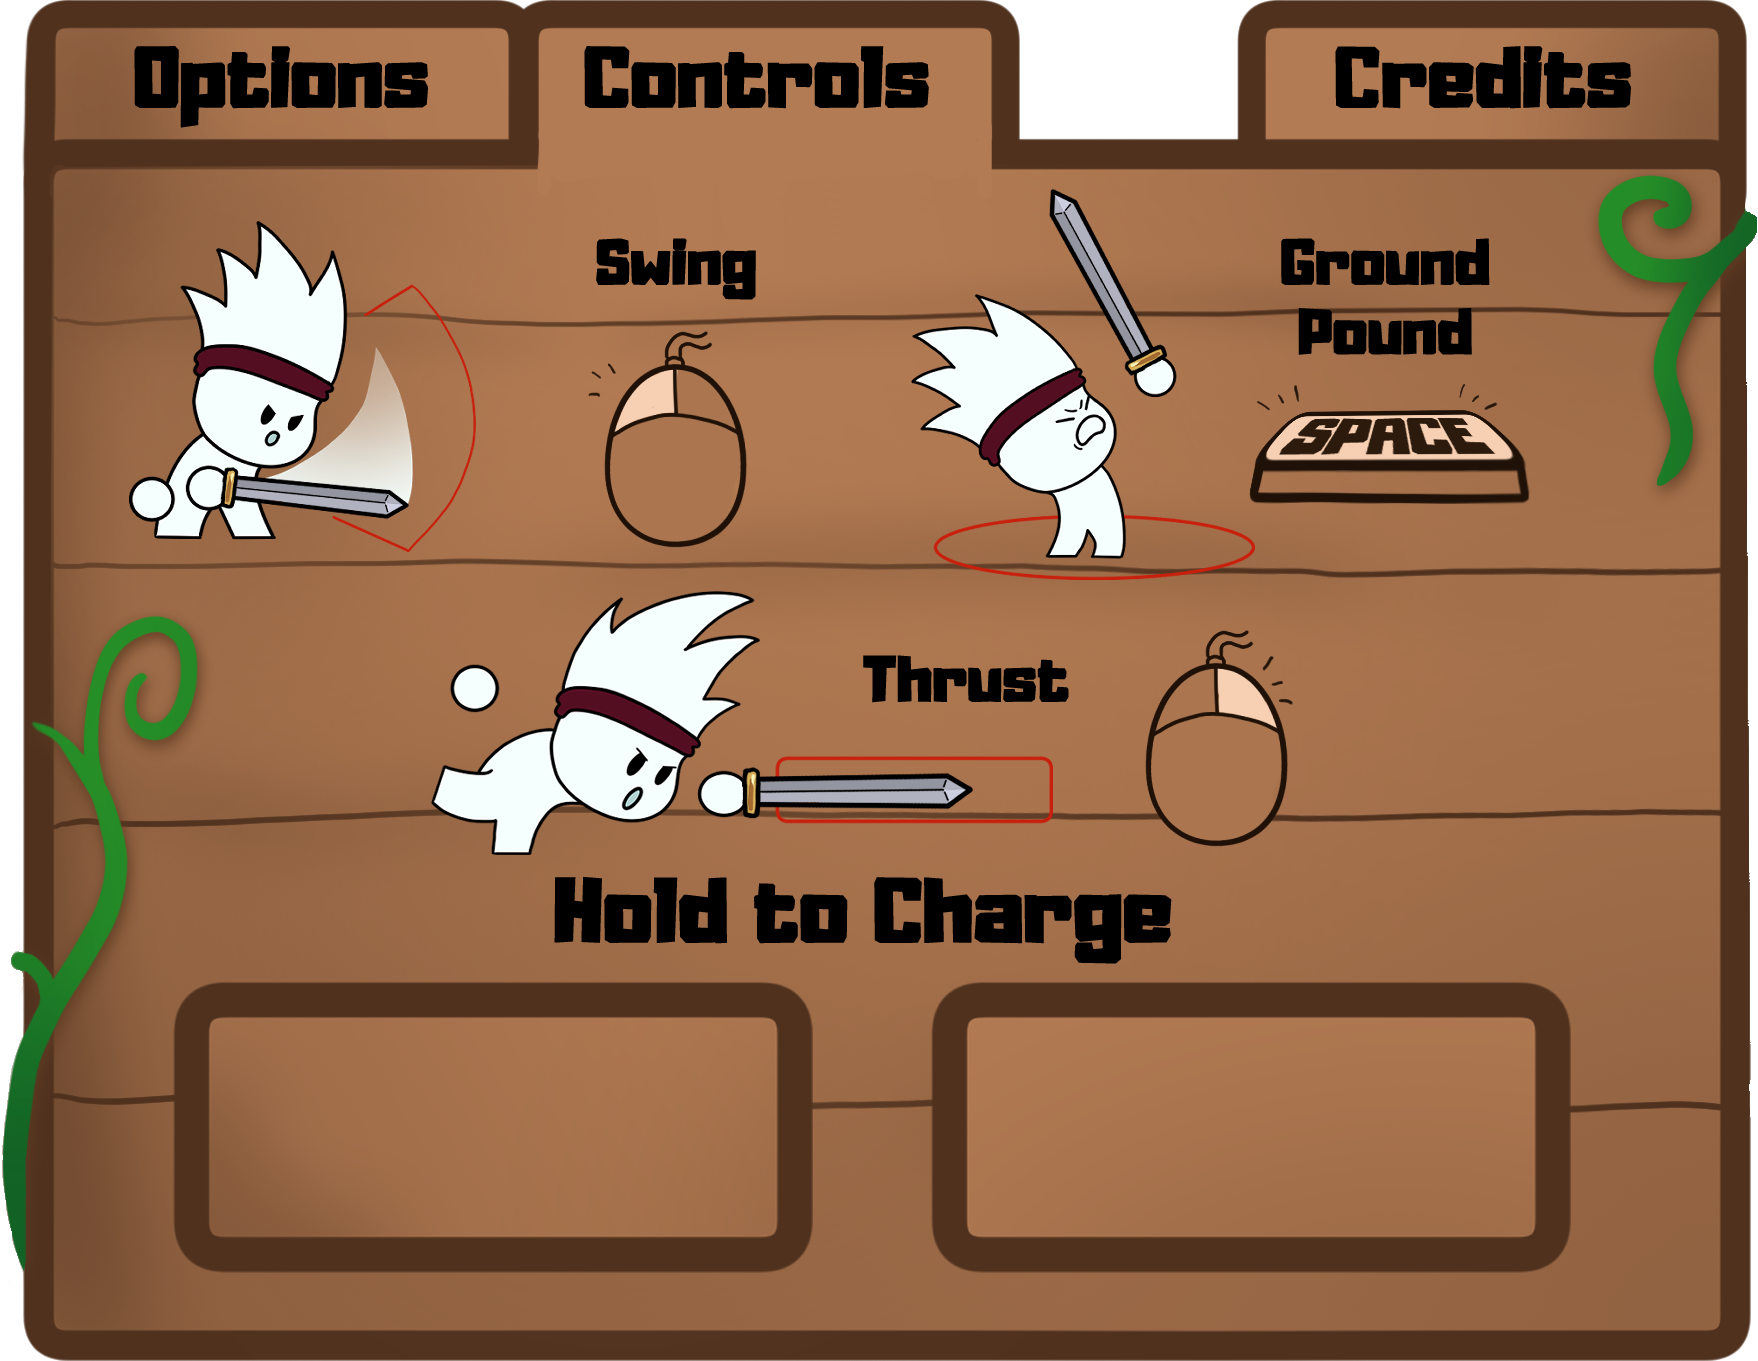 Options
Controls
Credits
Swing
Ground
Pound
SPACE
Thrust
Hold to Charge